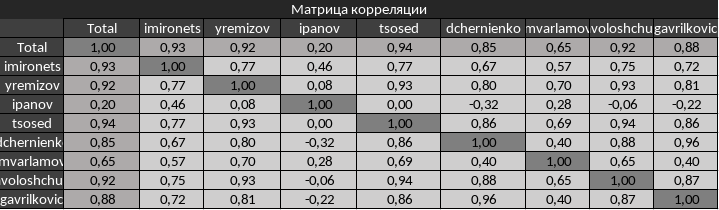 Матрица корреляции
Total imironets yremizov ipanov tsosed dchernienko mvarlamov voloshchu gavrilkovic
Total 1,00 0,93 0,92 0,20 0,94 0,85 0,65 0,92 0,88
imironets 0,93 1,00 0,77 0,46 0,77 0,67 0,57 0,75 0,72
yremizov 0,92 0,77 1,00 0,08 0,93 0,80 0,70 0,93 0,81
ipanov 0,20 0,46 0,08 1,00 0,00 -0,32 0,28 -0,06 -0,22
tsosed 0,94 0,77 0,93 0,00 1,00 0,86 0,69 0,94 0,86
dchernienk 0,85 0,67 0,80 -0,32 0,86 1,00 0,40 0,88 0,96
mvarlamov 0,65 0,57 0,70 0,28 0,69 0,40 1,00 0,65 0,40
voloshchu 0,92 0,75 0,93 -0,06 0,94 0,88 0,65 1,00 0,87
gavrilkovic 0,88 0,72 0,81 -0,22 0,86 0,96 0,40 0,87 1,00